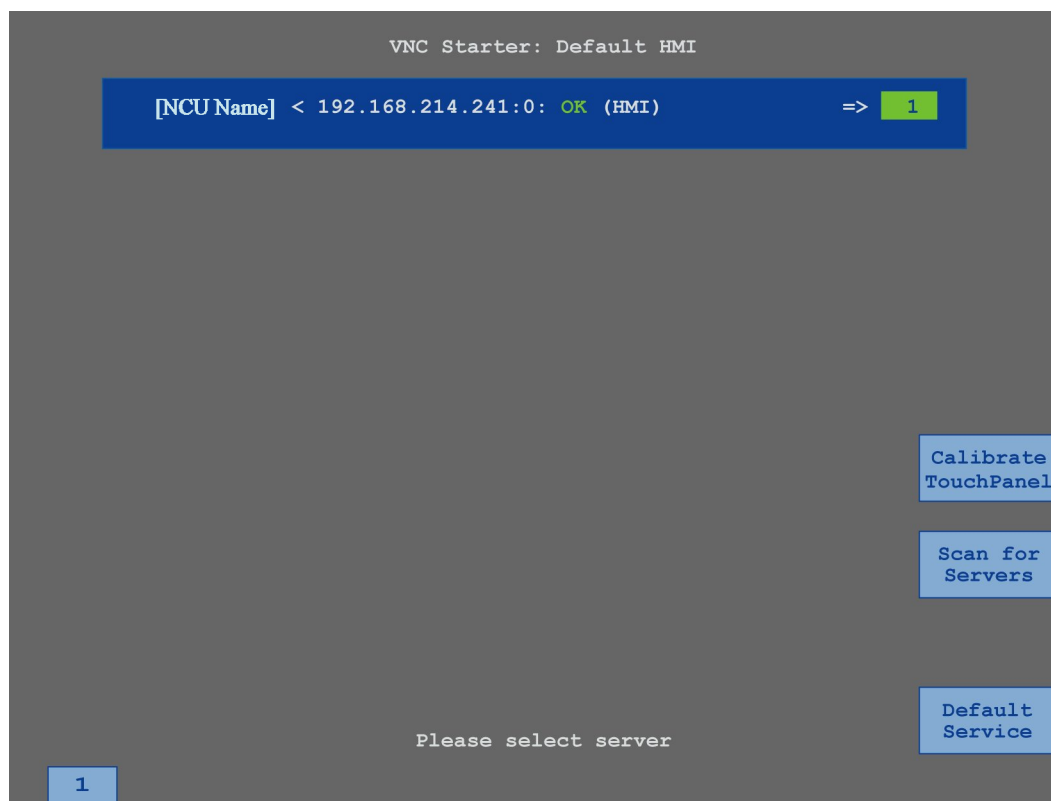 VNC Starter: Default HMI
[NCU Name] < 192.168.214.241:0: OK (HMI) => 1
Calibrate
TouchPanel
Scan for
Servers
Default
Service
Please select server
1